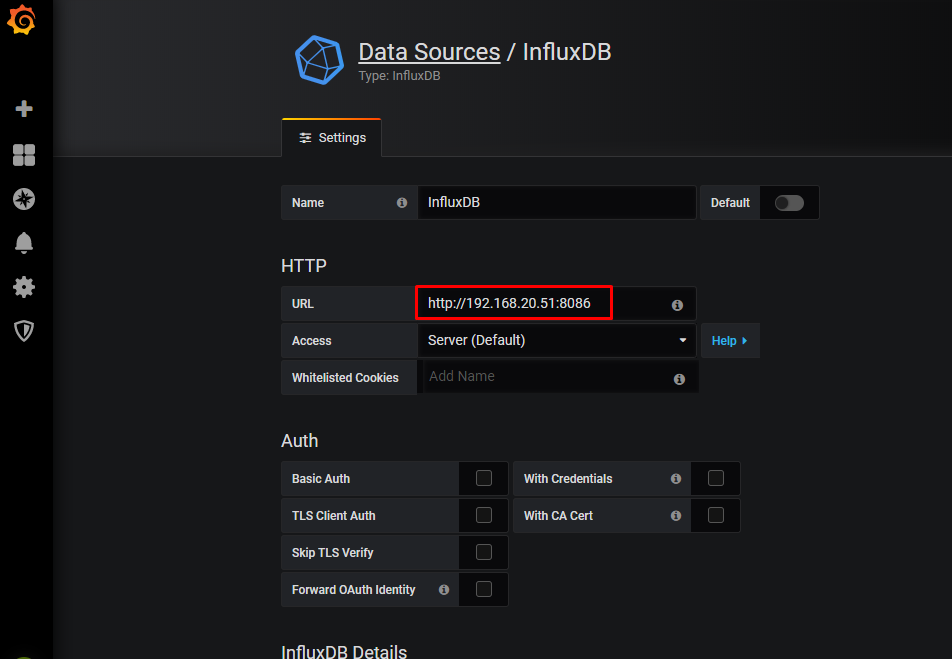 Data Sources / InfluxDB
Type: InfluxDB
Settings
Name InfluxDB Default
HTTP
URL http://192.168.20.51:8086
Access Server (Default) Help
Whitelisted Cookies Add Name
Auth
Basic Auth With Credentials
TLS Client Auth With CA Cert
Skip TLS Verify
Forward OAuth Identity
InfluxDB Details